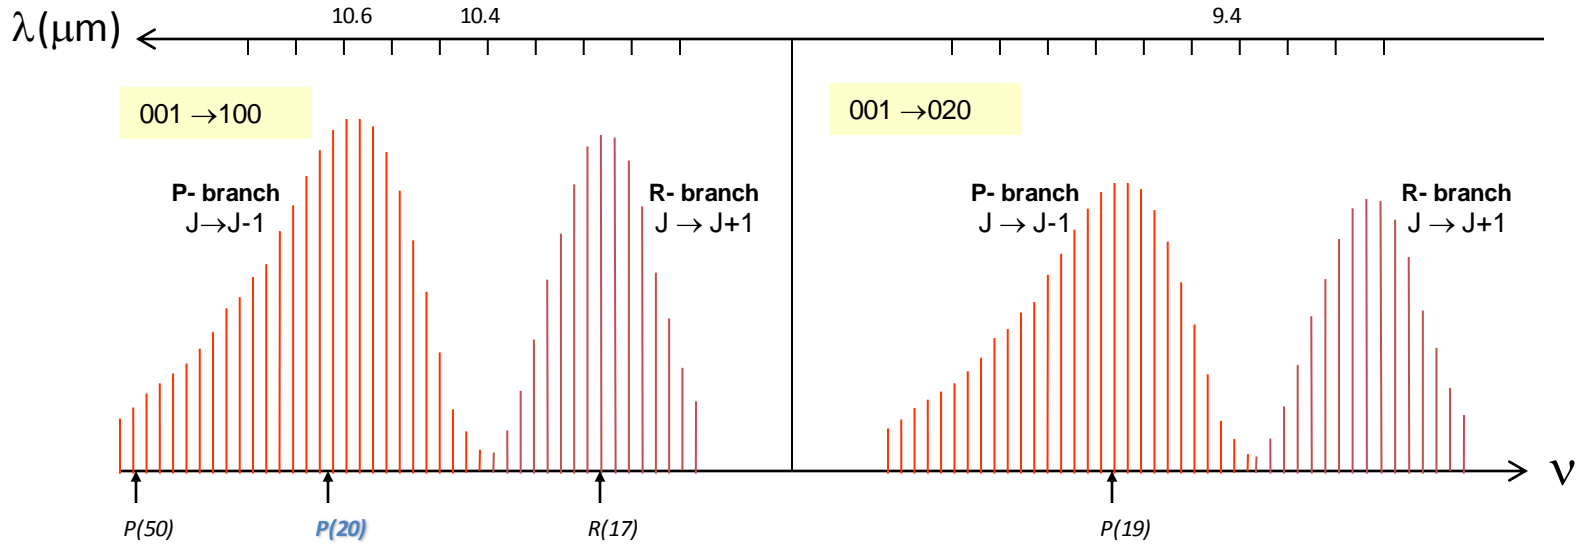 λ(μm)
10.6
10.4
9.4
001 →100
001 →020
P- branch
J→J-1
R- branch
J → J+1
P- branch
J → J-1
R- branch
J → J+1
ν
P(50)
P(20)
R(17)
P(19)